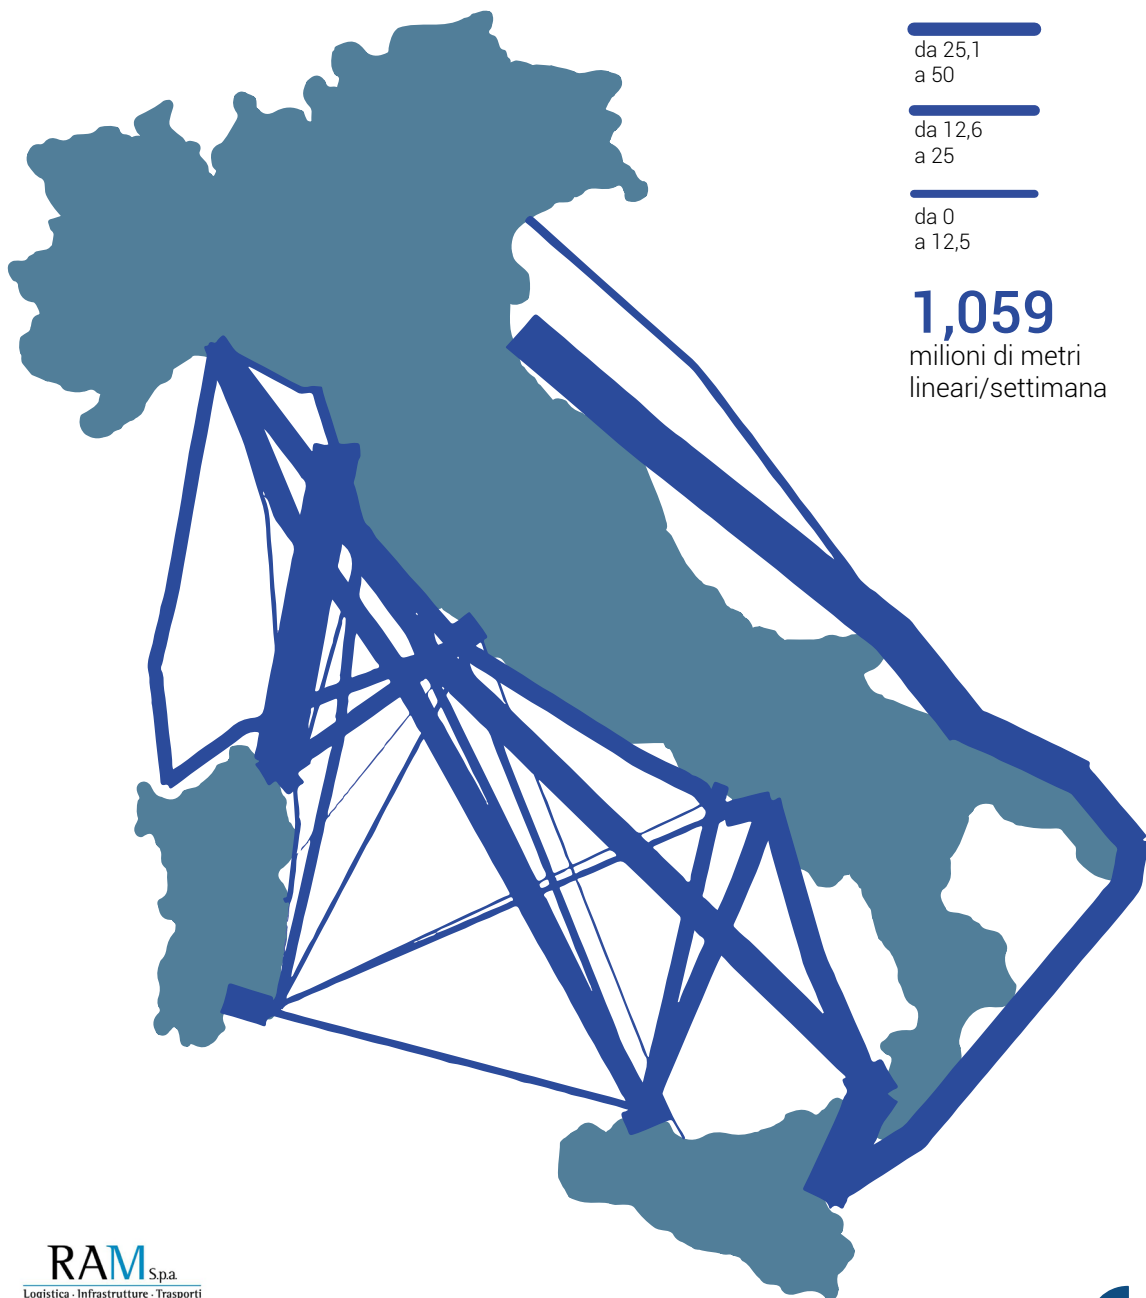 da 25,1
a 50
da 12,6
a 25
da 0
a 12,5
1,059
milioni di metri
lineari/settimana
RAM S.p.a.
Logistica · Infrastrutture · Trasporti